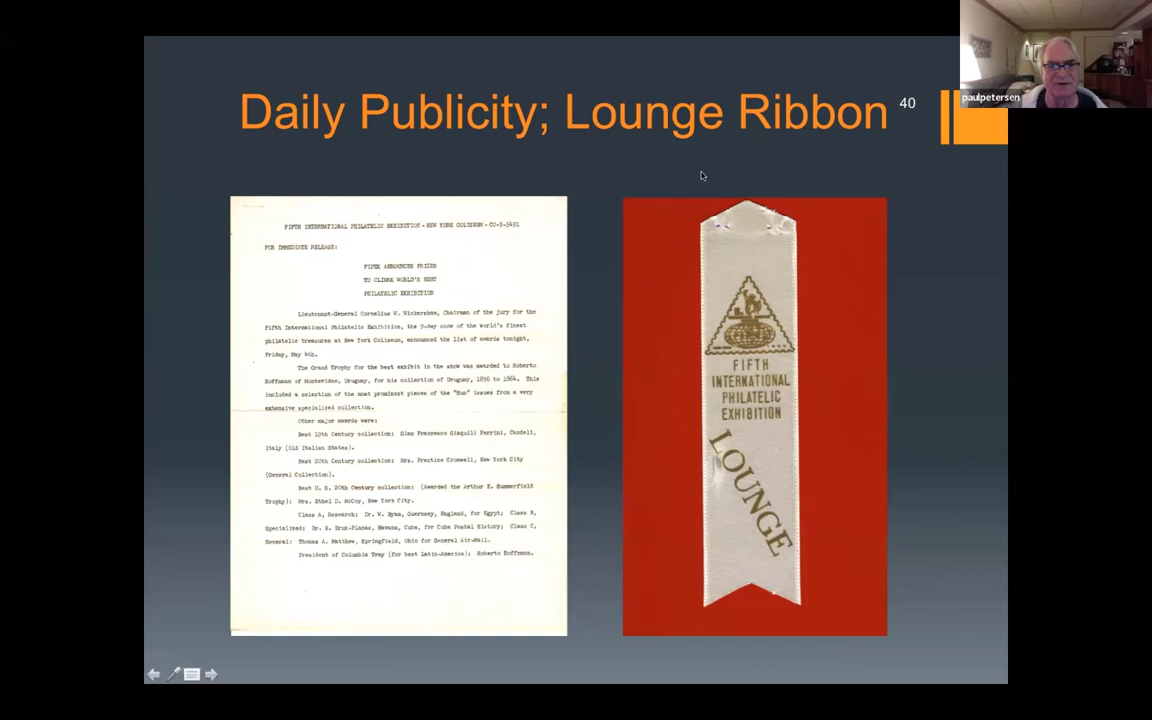 Daily Publicity; Lounge Ribbon
40
paulpetersen
FIFTH INTERNATIONAL PHILATELIC EXHIBITION - NEW YORK COLISEUM - CO-5-3491
FOR IMMEDIATE RELEASE:
FIPEX ANNOUNCES PRIZES
TO CLIMAX WORLD'S BEST
PHILATELIC EXHIBITION
Lieutenant-General Cornelius W. Wickersham, Chairman of the jury for the
Fifth International Philatelic Exhibition, the 9-day show of the world's finest
philatelic treasures at New York Coliseum, announced the list of awards tonight,
Friday, May 4th.
The Grand Trophy for the best exhibit in the show was awarded to Roberto
Hoffmann of Montevideo, Uruguay, for his collection of Uruguay, 1856 to 1864. This
included a selection of the most prominent pieces of the "Sun" issues from a very
extensive specialized collection.
Other major awards were:
Best 19th Century collection: Gian Francesco Giaquili Ferrini, Candeli,
Italy (Old Italian States).
Best 20th Century collection: Mrs. Prentice Cromwell, New York City
(General Collection).
Best U. S. 20th Century collection: (Awarded the Arthur E. Summerfield
Trophy): Mrs. Ethel B. McCoy, New York City.
Class A, Research: Dr. W. Byam, Guernsey, England, for Egypt; Class B,
Specialized: Dr. for Cuba Postal History; Class C,
General: Thomas A. Matthew, Springfield, Ohio for General Air-Mail.
President of Columbia Tray (for best Latin-America): Roberto Hoffmann.
FIFTH
INTERNATIONAL
PHILATELIC
EXHIBITION
LOUNGE